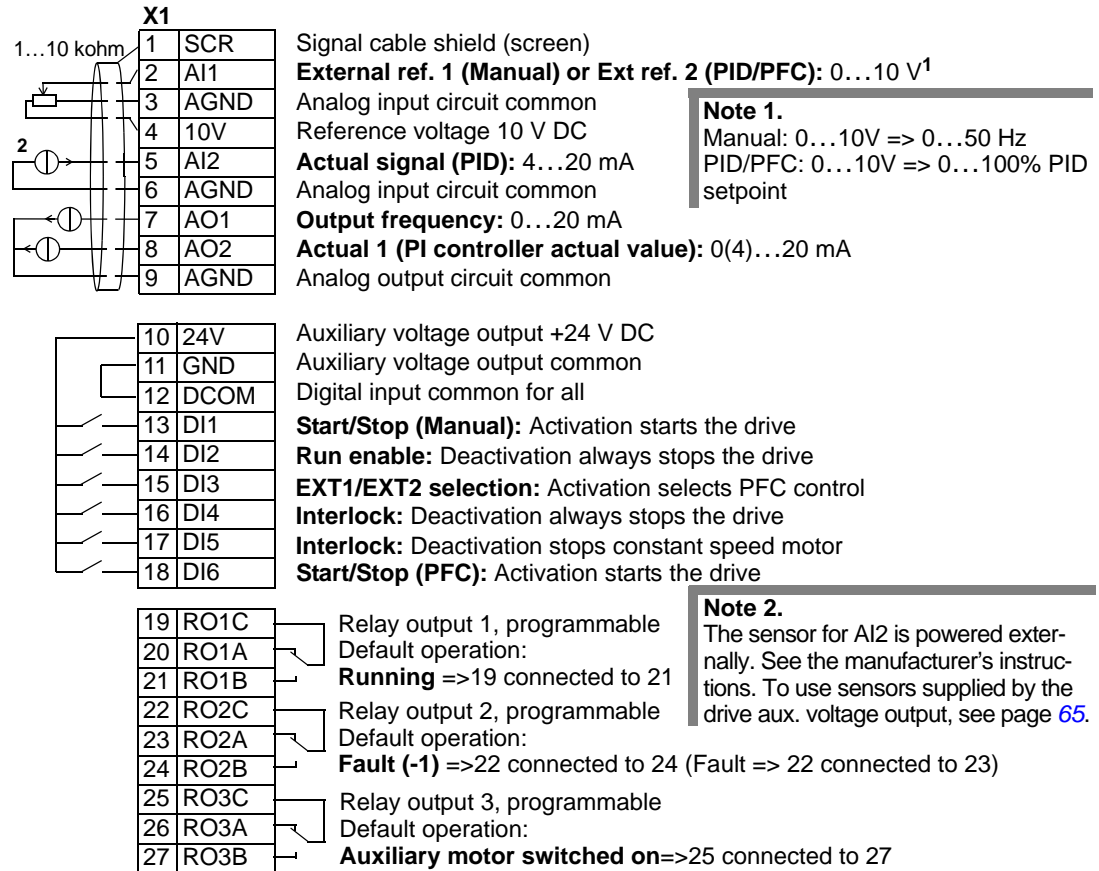 X1
1…10 kohm
1 SCR Signal cable shield (screen)
2 AI1 External ref. 1 (Manual) or Ext ref. 2 (PID/PFC): 0…10 V1
3 AGND Analog input circuit common
4 10V Reference voltage 10 V DC
2
5 AI2 Actual signal (PID): 4…20 mA
6 AGND Analog input circuit common
7 AO1 Output frequency: 0…20 mA
8 AO2 Actual 1 (PI controller actual value): 0(4)…20 mA
9 AGND Analog output circuit common
Note 1.
Manual: 0…10V => 0…50 Hz
PID/PFC: 0…10V => 0…100% PID
setpoint
10 24V Auxiliary voltage output +24 V DC
11 GND Auxiliary voltage output common
12 DCOM Digital input common for all
13 DI1 Start/Stop (Manual): Activation starts the drive
14 DI2 Run enable: Deactivation always stops the drive
15 DI3 EXT1/EXT2 selection: Activation selects PFC control
16 DI4 Interlock: Deactivation always stops the drive
17 DI5 Interlock: Deactivation stops constant speed motor
18 DI6 Start/Stop (PFC): Activation starts the drive
19 RO1C Relay output 1, programmable
20 RO1A Default operation:
21 RO1B Running =>19 connected to 21
22 RO2C Relay output 2, programmable
23 RO2A Default operation:
24 RO2B Fault (-1) =>22 connected to 24 (Fault => 22 connected to 23)
25 RO3C Relay output 3, programmable
26 RO3A Default operation:
27 RO3B Auxiliary motor switched on=>25 connected to 27
Note 2.
The sensor for AI2 is powered exter-
nally. See the manufacturer's instruc-
tions. To use sensors supplied by the
drive aux. voltage output, see page 65.